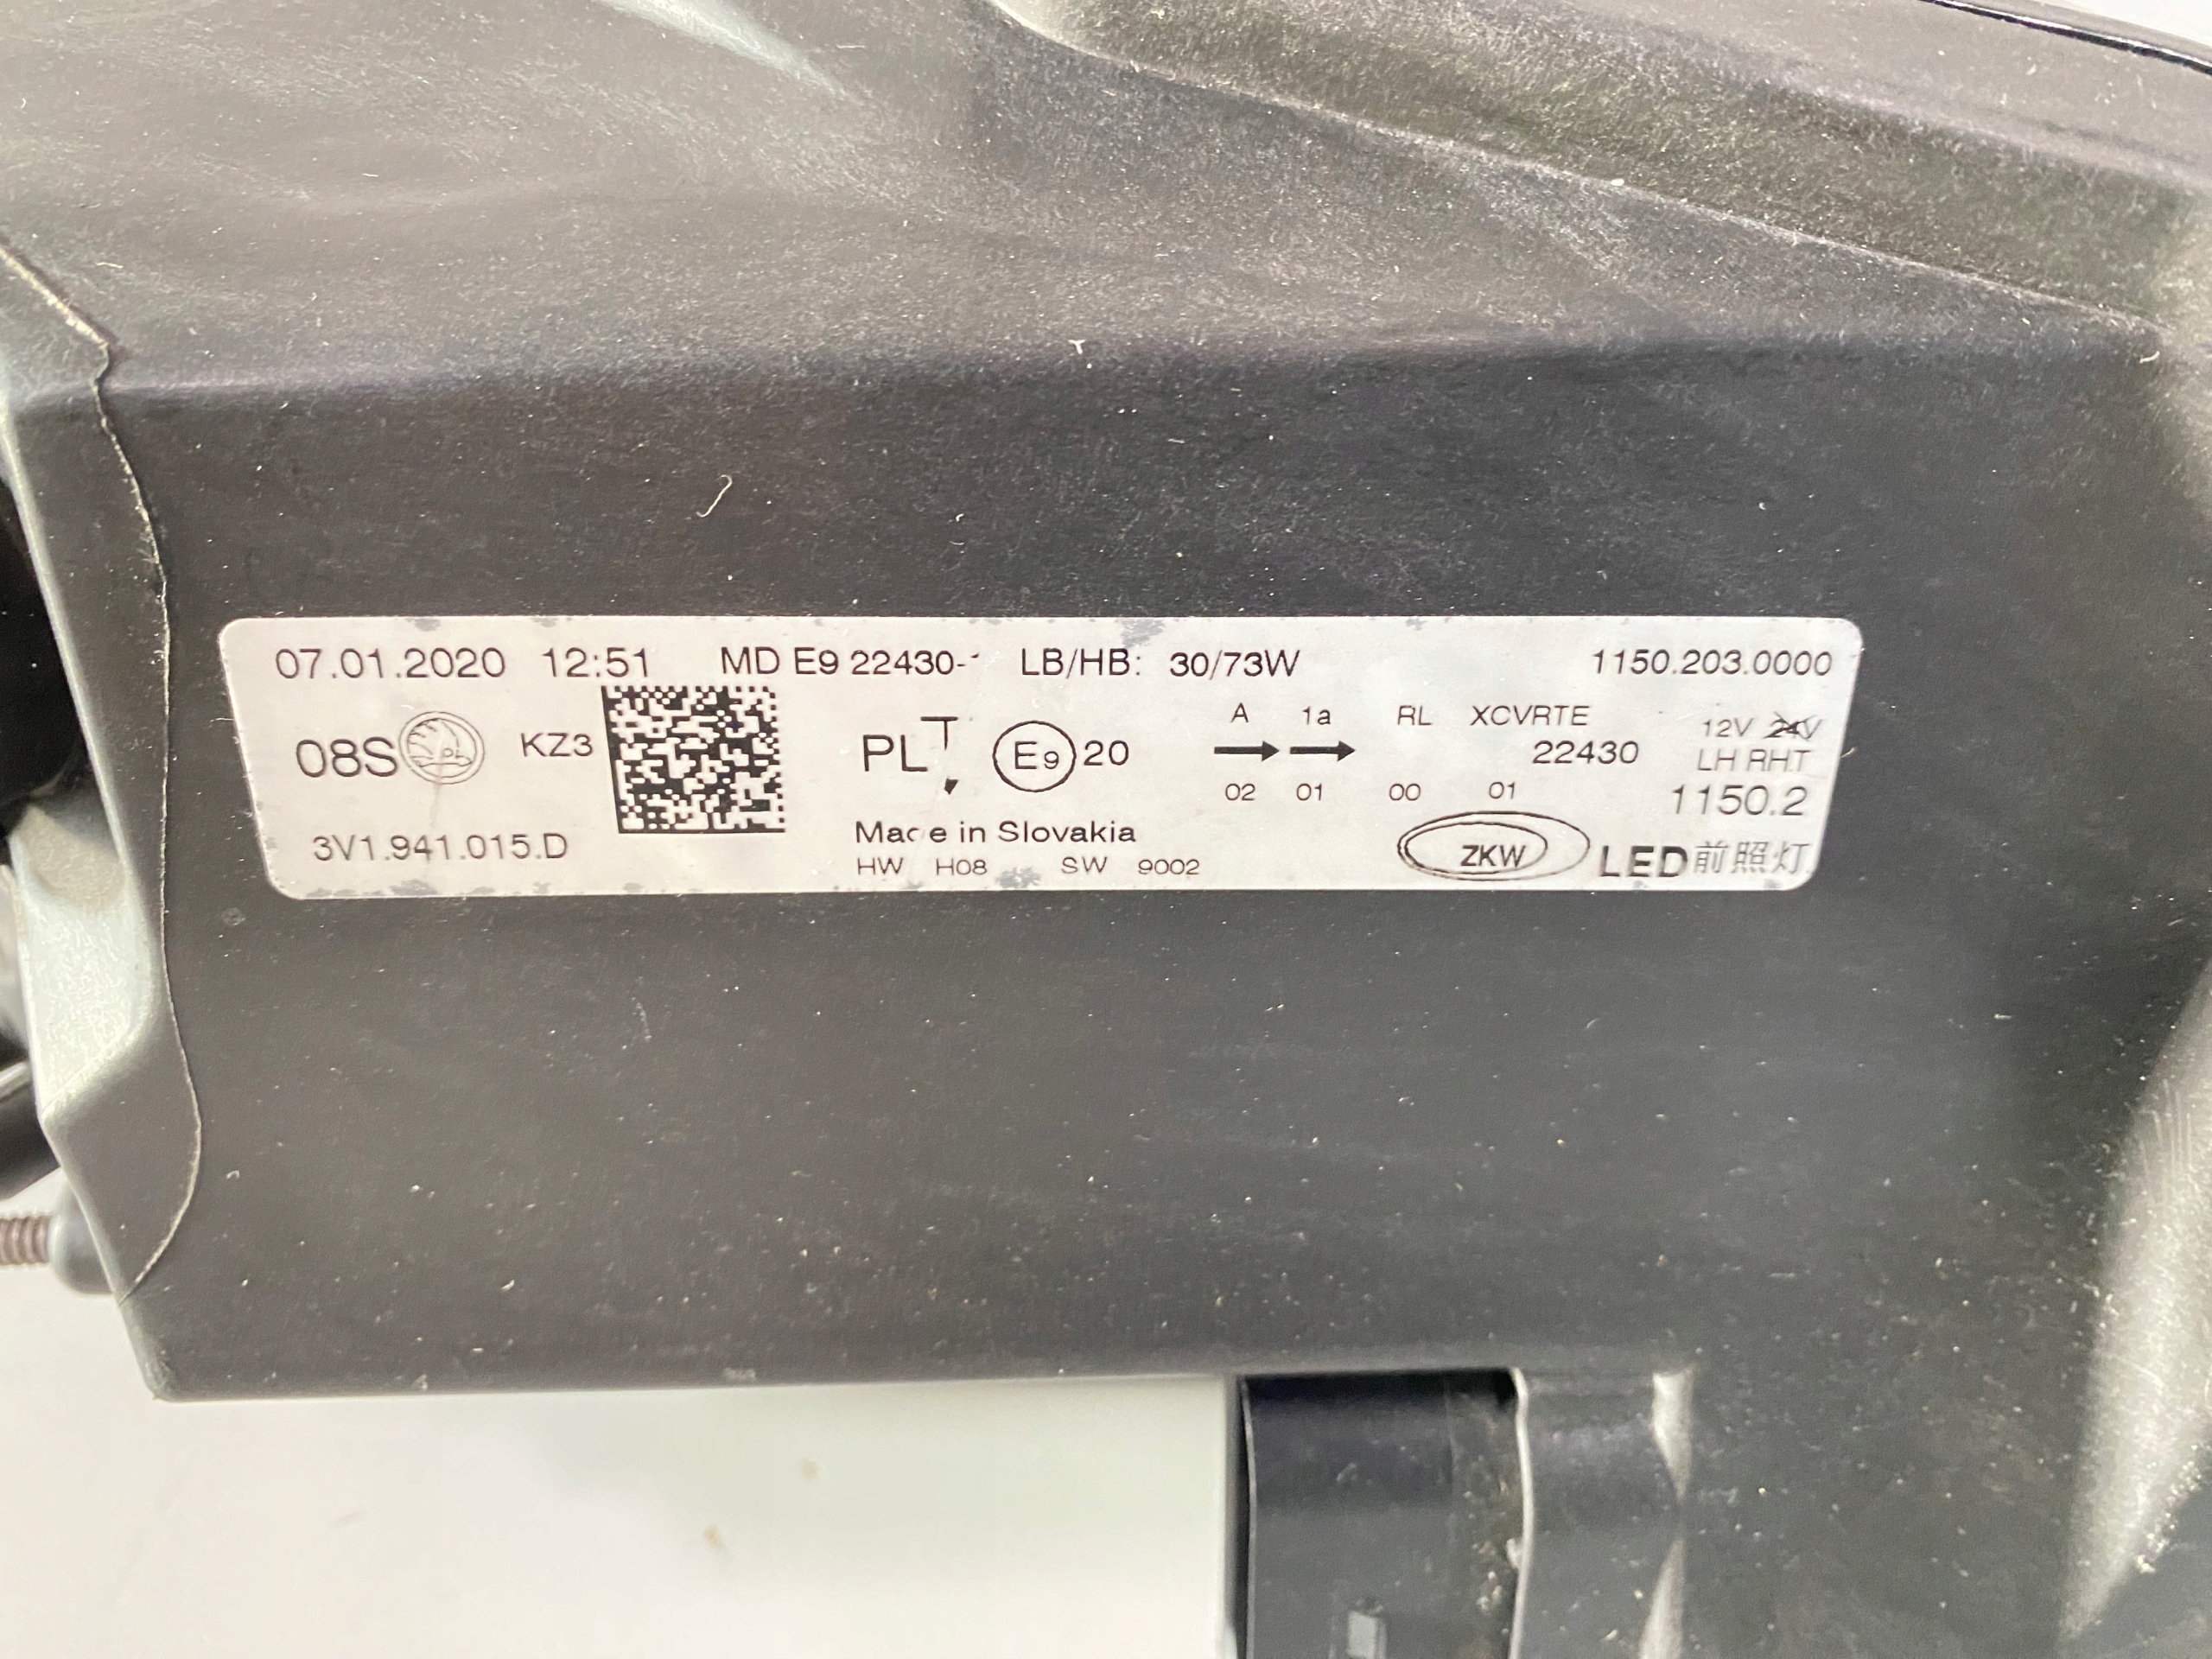 07.01.2020 12:51 MD E9 22430- LB/HB: 30/73W 1150.203.0000
A 1a RL XCVRTE 12V 24V
08S KZ3 PL E9 20 22430 LH RHT
02 01 00 01 1150.2
3V1.941.015.D Made in Slovakia ZKW LED前照灯
HW H08 SW 9002